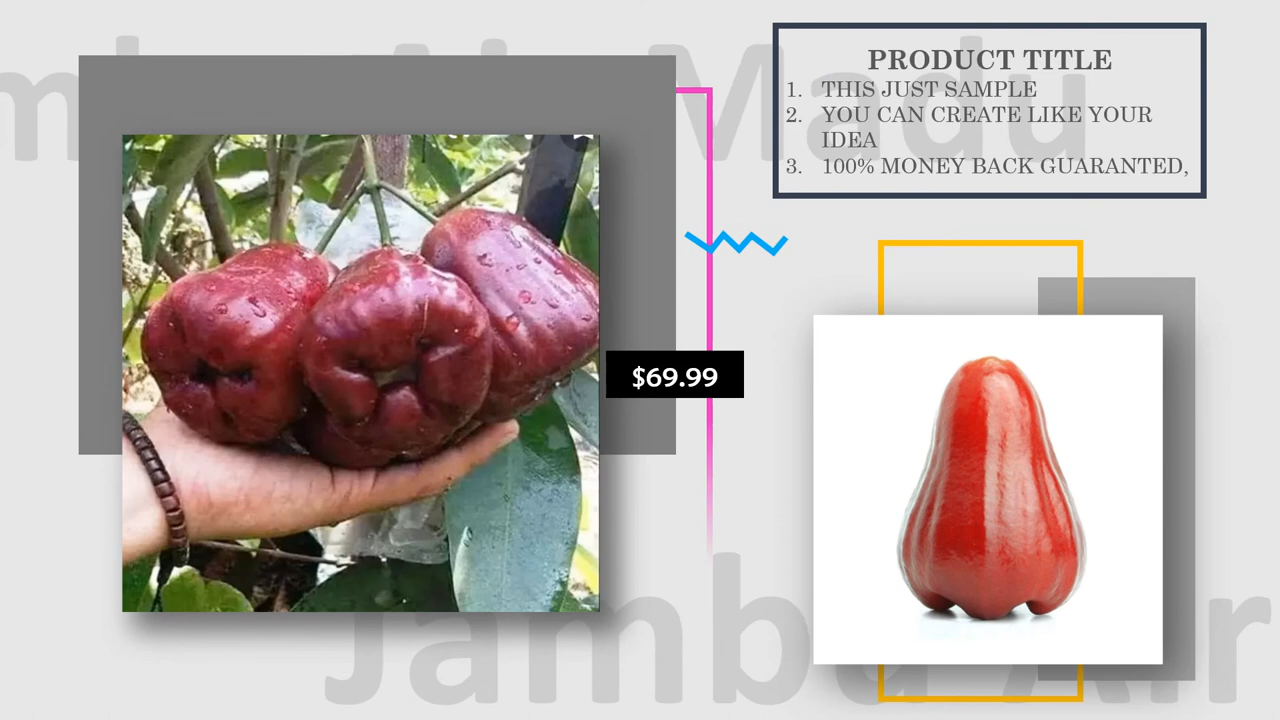 Madu
PRODUCT TITLE
1. THIS JUST SAMPLE
2. YOU CAN CREATE LIKE YOUR
IDEA
3. 100% MONEY BACK GUARANTED,
$69.99
Jambu Air